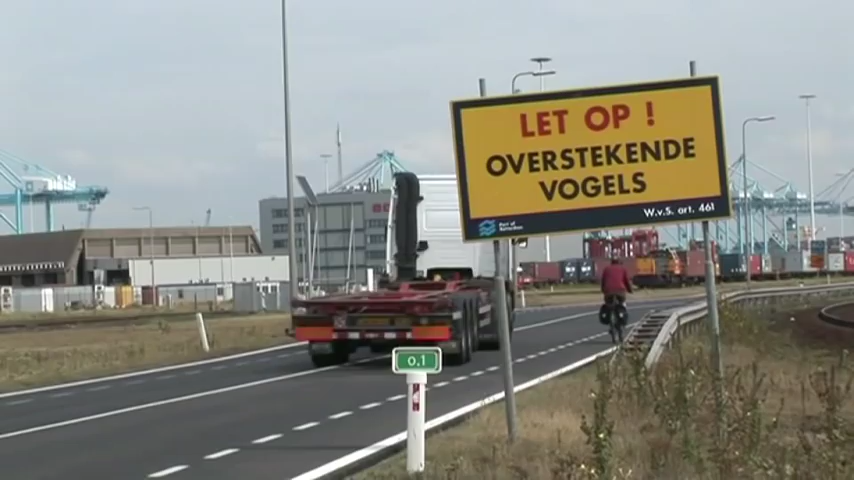 LET OP !
OVERSTEKENDE
VOGELS
Port of
Rotterdam
W.v.S. art. 461
0,1